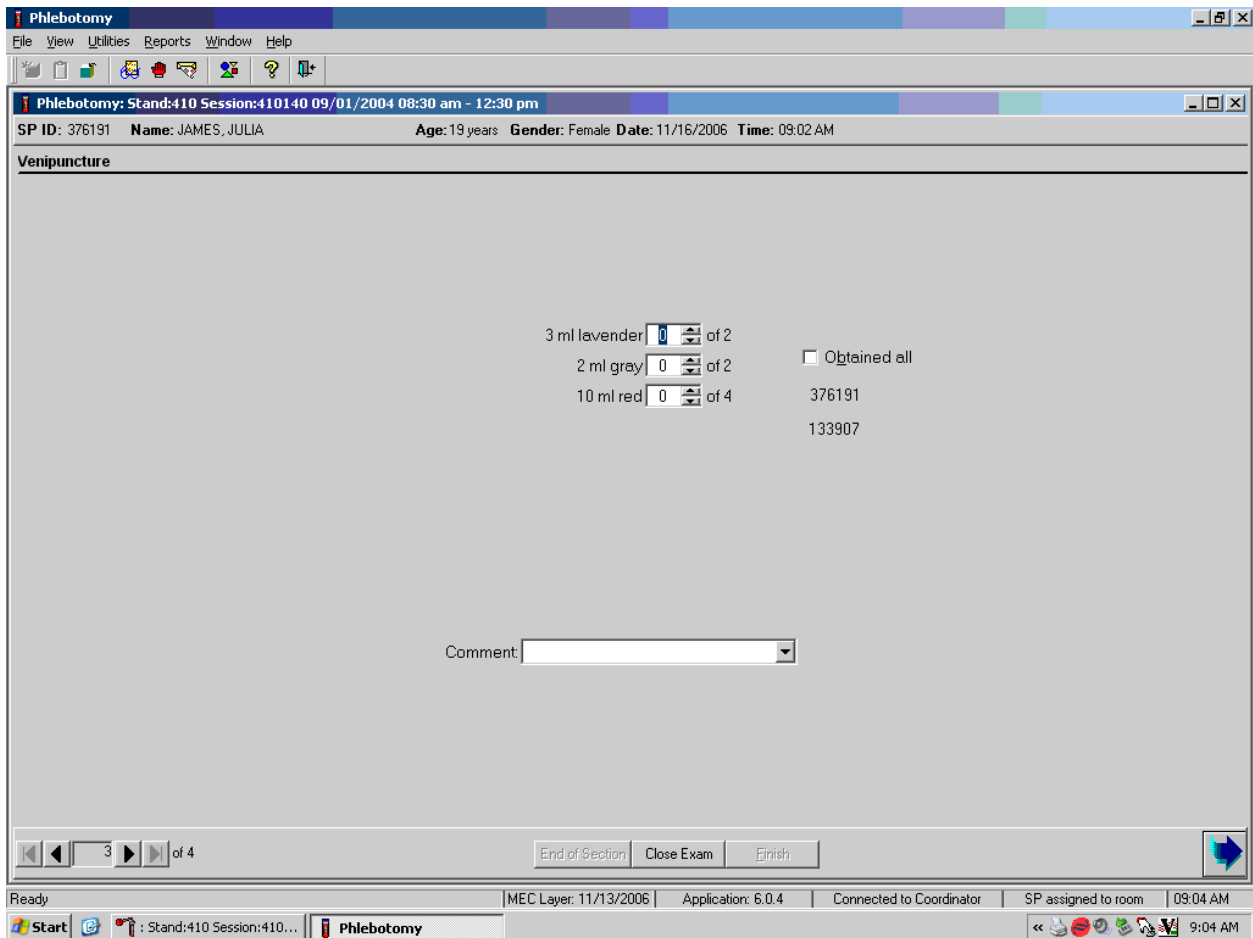 Phlebotomy
File View Utilities Reports Window Help
Phlebotomy: Stand:410 Session:410140 09/01/2004 08:30 am - 12:30 pm
SP ID: 376191 Name: JAMES, JULIA Age: 19 years Gender: Female Date: 11/16/2006 Time: 09:02 AM
Venipuncture
3 ml lavender 0 of 2
2 ml gray 0 of 2
Obtained all
10 ml red 0 of 4
376191
133907
Comment:
3 of 4
End of Section Close Exam Finish
Ready MEC Layer: 11/13/2006 Application: 6.0.4 Connected to Coordinator SP assigned to room 09:04 AM
Start : Stand:410 Session:410... Phlebotomy « 9:04 AM